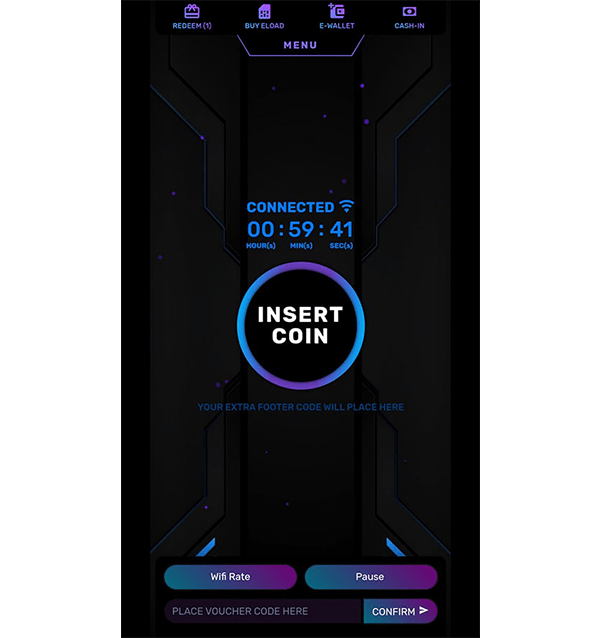 REDEEM (1) BUY ELOAD E-WALLET CASH-IN
MENU
CONNECTED
00 : 59 : 41
HOUR(s) MIN(s) SEC(s)
INSERT
COIN
YOUR EXTRA FOOTER CODE WILL PLACE HERE
Wifi Rate Pause
PLACE VOUCHER CODE HERE CONFIRM